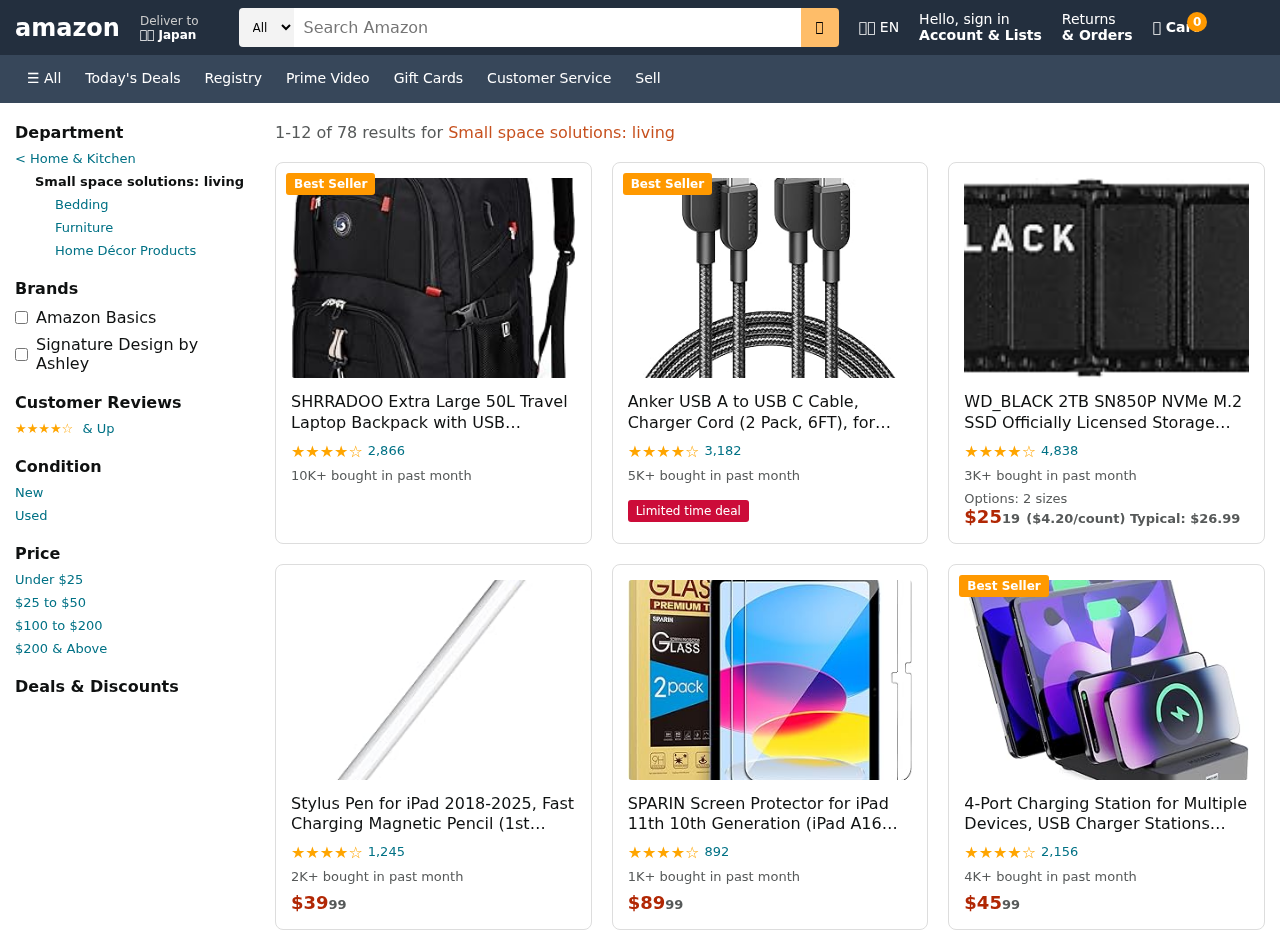 amazon
Deliver to
Japan
All
Search Amazon
EN
Hello, sign in
Account & Lists
Returns
& Orders
0
☰ All
Today's Deals
Registry
Prime Video
Gift Cards
Customer Service
Sell
Department
< Home & Kitchen
Small space solutions: living
Bedding
Furniture
Home Décor Products
Brands
Amazon Basics
Signature Design by
Ashley
Customer Reviews
★★★★☆ & Up
Condition
New
Used
Price
Under $25
$25 to $50
$100 to $200
$200 & Above
Deals & Discounts
1-12 of 78 results for Small space solutions: living
Best Seller
SHRRADOO Extra Large 50L Travel
Laptop Backpack with USB…
★★★★☆ 2,866
10K+ bought in past month
Best Seller
ANKER
Anker USB A to USB C Cable,
Charger Cord (2 Pack, 6FT), for…
★★★★☆ 3,182
5K+ bought in past month
Limited time deal
LACK
WD_BLACK 2TB SN850P NVMe M.2
SSD Officially Licensed Storage…
★★★★☆ 4,838
3K+ bought in past month
Options: 2 sizes
$2519 ($4.20/count) Typical: $26.99
Stylus Pen for iPad 2018-2025, Fast
Charging Magnetic Pencil (1st…
★★★★☆ 1,245
2K+ bought in past month
$3999
GLAS
PREMIUM T
SPARIN
GLASS
2pack
SPARIN Screen Protector for iPad
11th 10th Generation (iPad A16…
★★★★☆ 892
1K+ bought in past month
$8999
Best Seller
4-Port Charging Station for Multiple
Devices, USB Charger Stations…
★★★★☆ 2,156
4K+ bought in past month
$4599